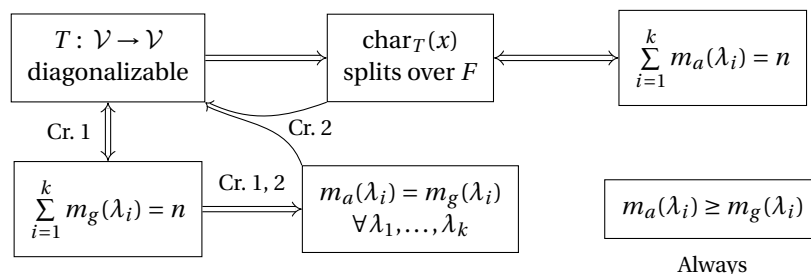 T : 𝒱 → 𝒱
diagonalizable
char_T(x)
splits over F
∑_{i=1}^{k} m_a(λ_i) = n
Cr. 1
Cr. 2
∑_{i=1}^{k} m_g(λ_i) = n
Cr. 1, 2
m_a(λ_i) = m_g(λ_i)
∀λ_1, …, λ_k
m_a(λ_i) ≥ m_g(λ_i)
Always